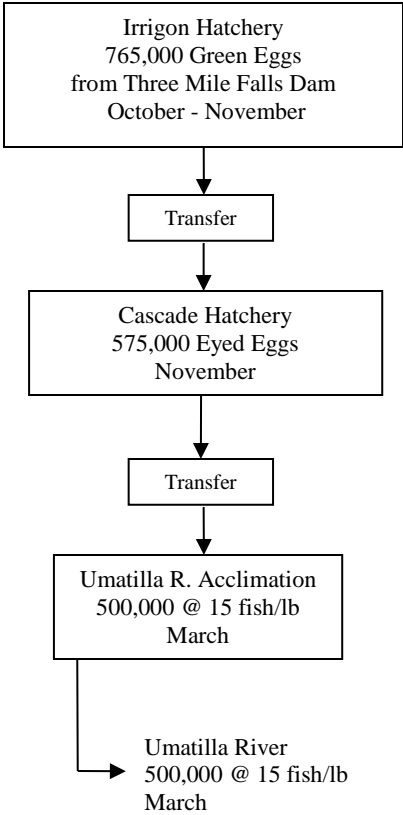 Irrigon Hatchery
765,000 Green Eggs
from Three Mile Falls Dam
October - November
Transfer
Cascade Hatchery
575,000 Eyed Eggs
November
Transfer
Umatilla R. Acclimation
500,000 @ 15 fish/lb
March
Umatilla River
500,000 @ 15 fish/lb
March